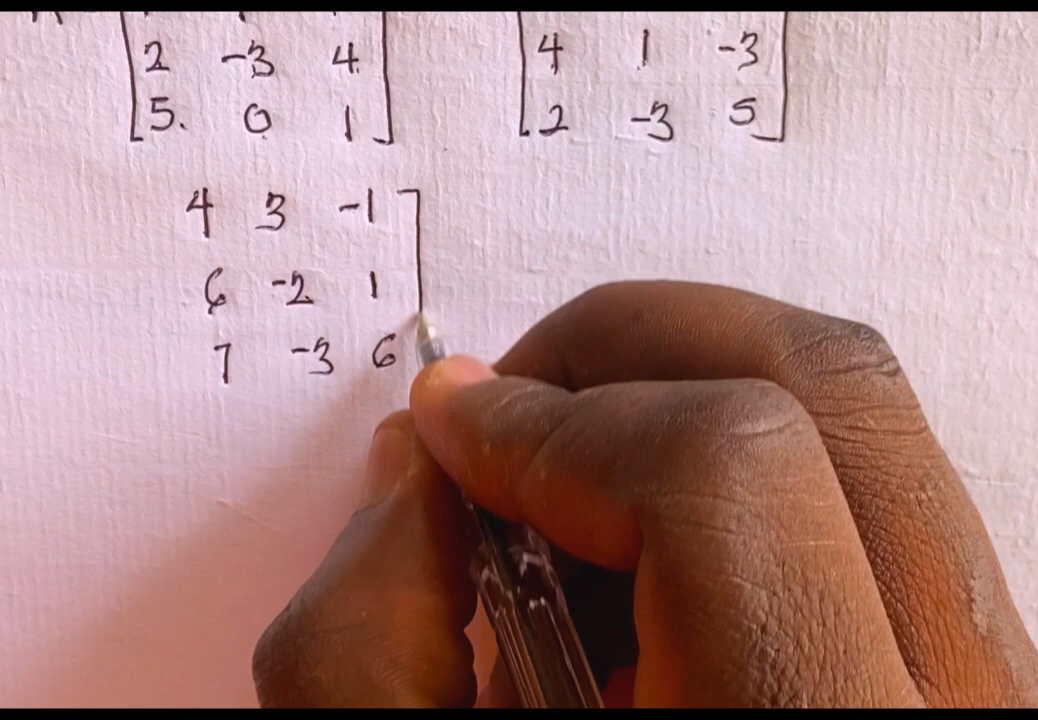 2 -3 4 4 1 -3
5. 0 1 2 -3 5
4 3 -1
6 -2 1
7 -3 6